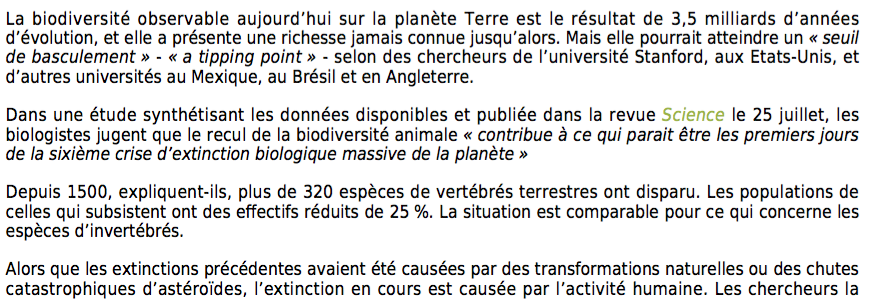 La biodiversité observable aujourd’hui sur la planète Terre est le résultat de 3,5 milliards d’années
d’évolution, et elle a présente une richesse jamais connue jusqu’alors. Mais elle pourrait atteindre un « seuil
de basculement » - « a tipping point » - selon des chercheurs de l’université Stanford, aux Etats-Unis, et
d’autres universités au Mexique, au Brésil et en Angleterre.
Dans une étude synthétisant les données disponibles et publiée dans la revue Science le 25 juillet, les
biologistes jugent que le recul de la biodiversité animale « contribue à ce qui parait être les premiers jours
de la sixième crise d’extinction biologique massive de la planète »
Depuis 1500, expliquent-ils, plus de 320 espèces de vertébrés terrestres ont disparu. Les populations de
celles qui subsistent ont des effectifs réduits de 25 %. La situation est comparable pour ce qui concerne les
espèces d’invertébrés.
Alors que les extinctions précédentes avaient été causées par des transformations naturelles ou des chutes
catastrophiques d’astéroïdes, l’extinction en cours est causée par l’activité humaine. Les chercheurs la